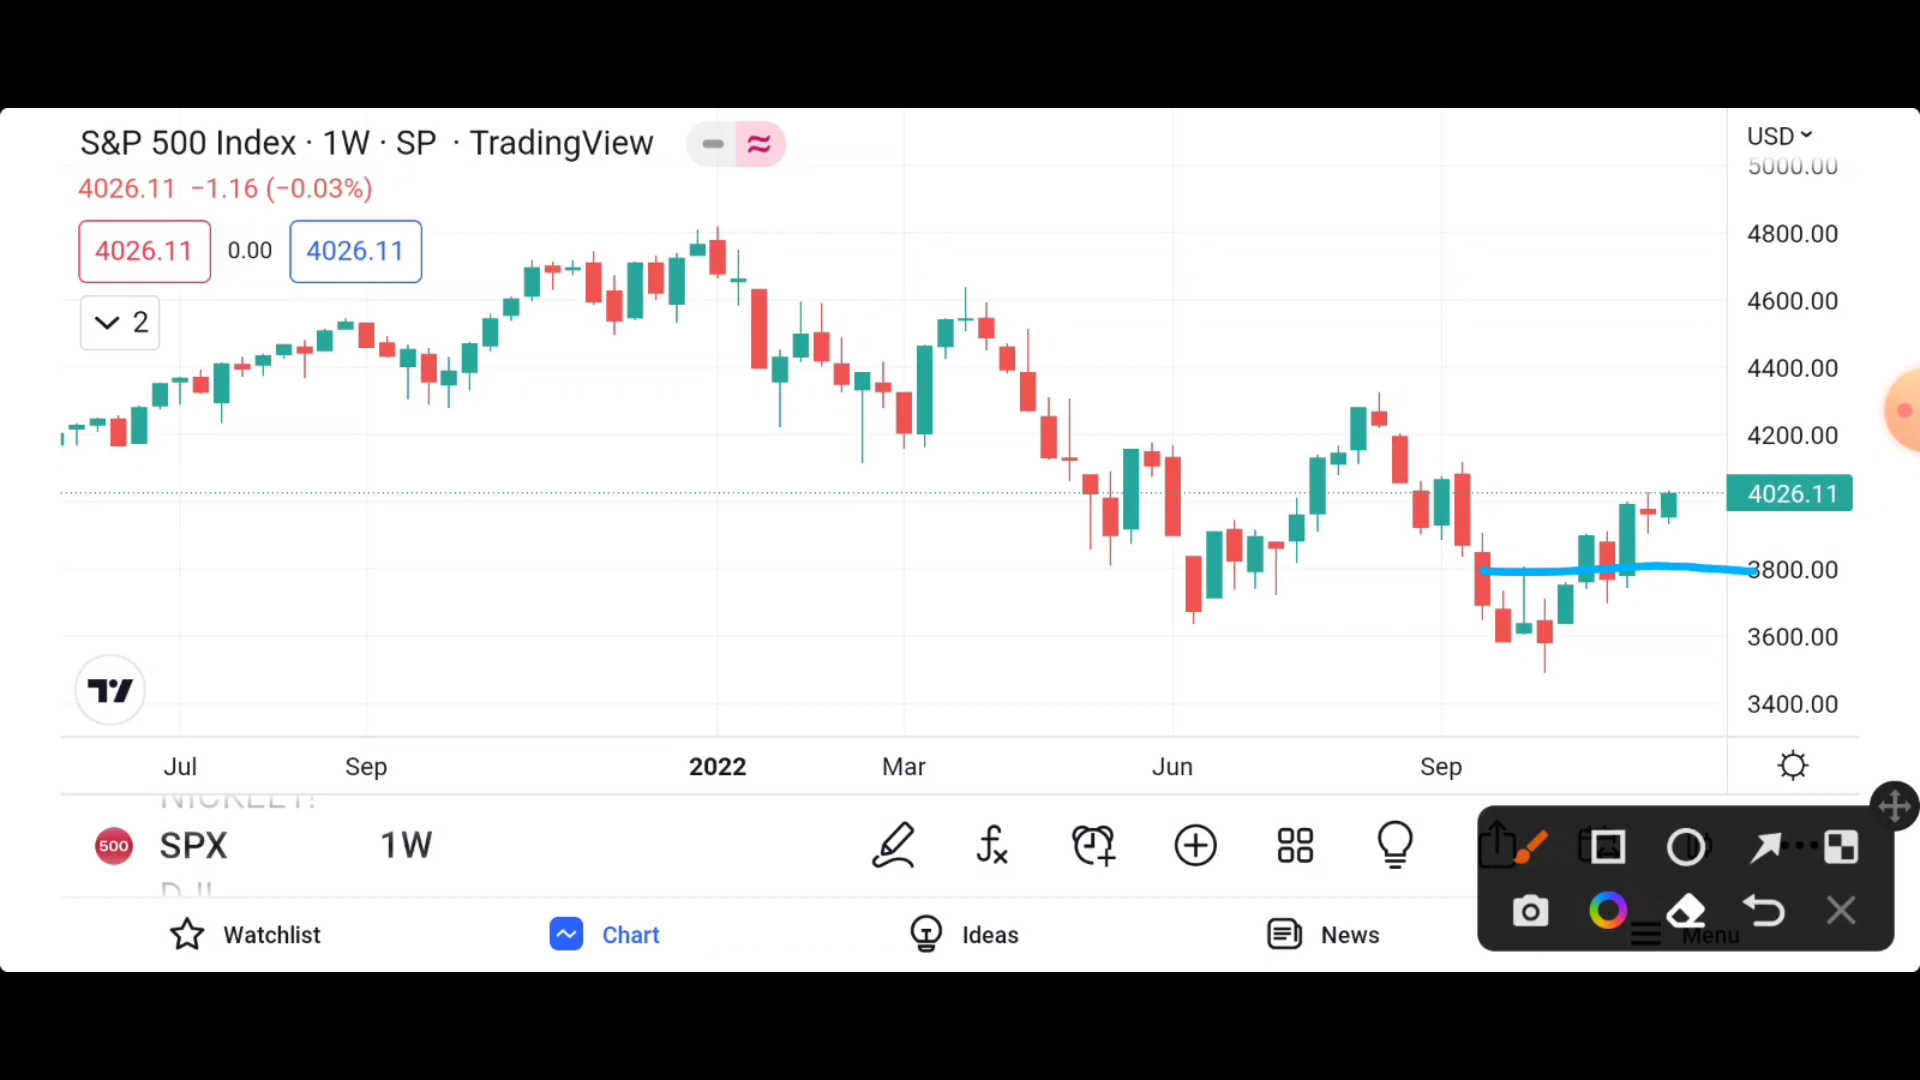 S&P 500 Index · 1W · SP · TradingView
USD
4026.11 −1.16 (−0.03%)
4026.11 0.00 4026.11
2
5000.00
4800.00
4600.00
4400.00
4200.00
4026.11
3800.00
3600.00
3400.00
Jul Sep 2022 Mar Jun Sep
500 SPX 1W
Watchlist Chart Ideas News Menu